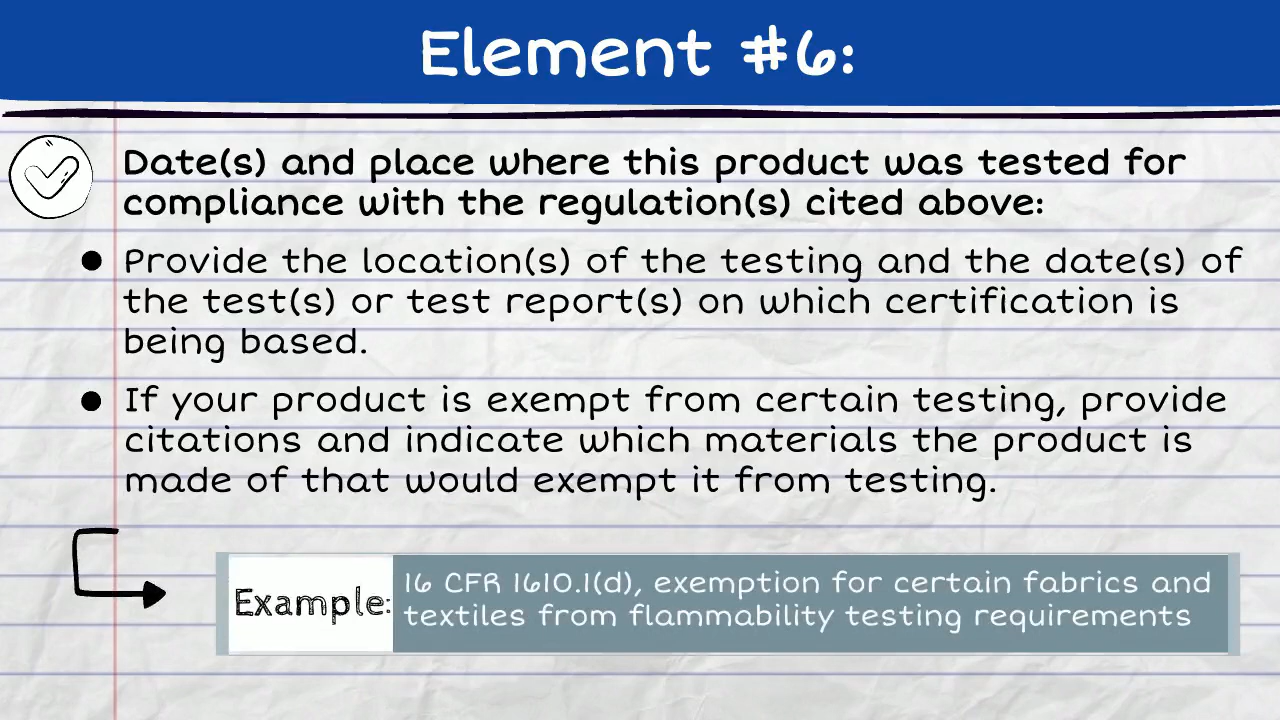 Element #6:
Date(s) and place where this product was tested for
compliance with the regulation(s) cited above:
Provide the location(s) of the testing and the date(s) of
the test(s) or test report(s) on which certification is
being based.
If your product is exempt from certain testing, provide
citations and indicate which materials the product is
made of that would exempt it from testing.
Example:
16 CFR 1610.1(d), exemption for certain fabrics and
textiles from flammability testing requirements